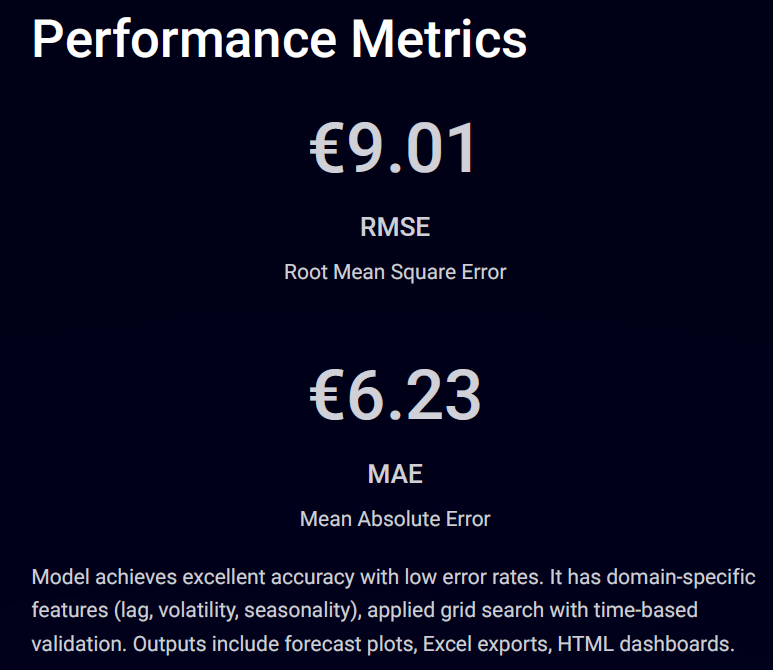 Performance Metrics
€9.01
RMSE
Root Mean Square Error
€6.23
MAE
Mean Absolute Error
Model achieves excellent accuracy with low error rates. It has domain-specific
features (lag, volatility, seasonality), applied grid search with time-based
validation. Outputs include forecast plots, Excel exports, HTML dashboards.